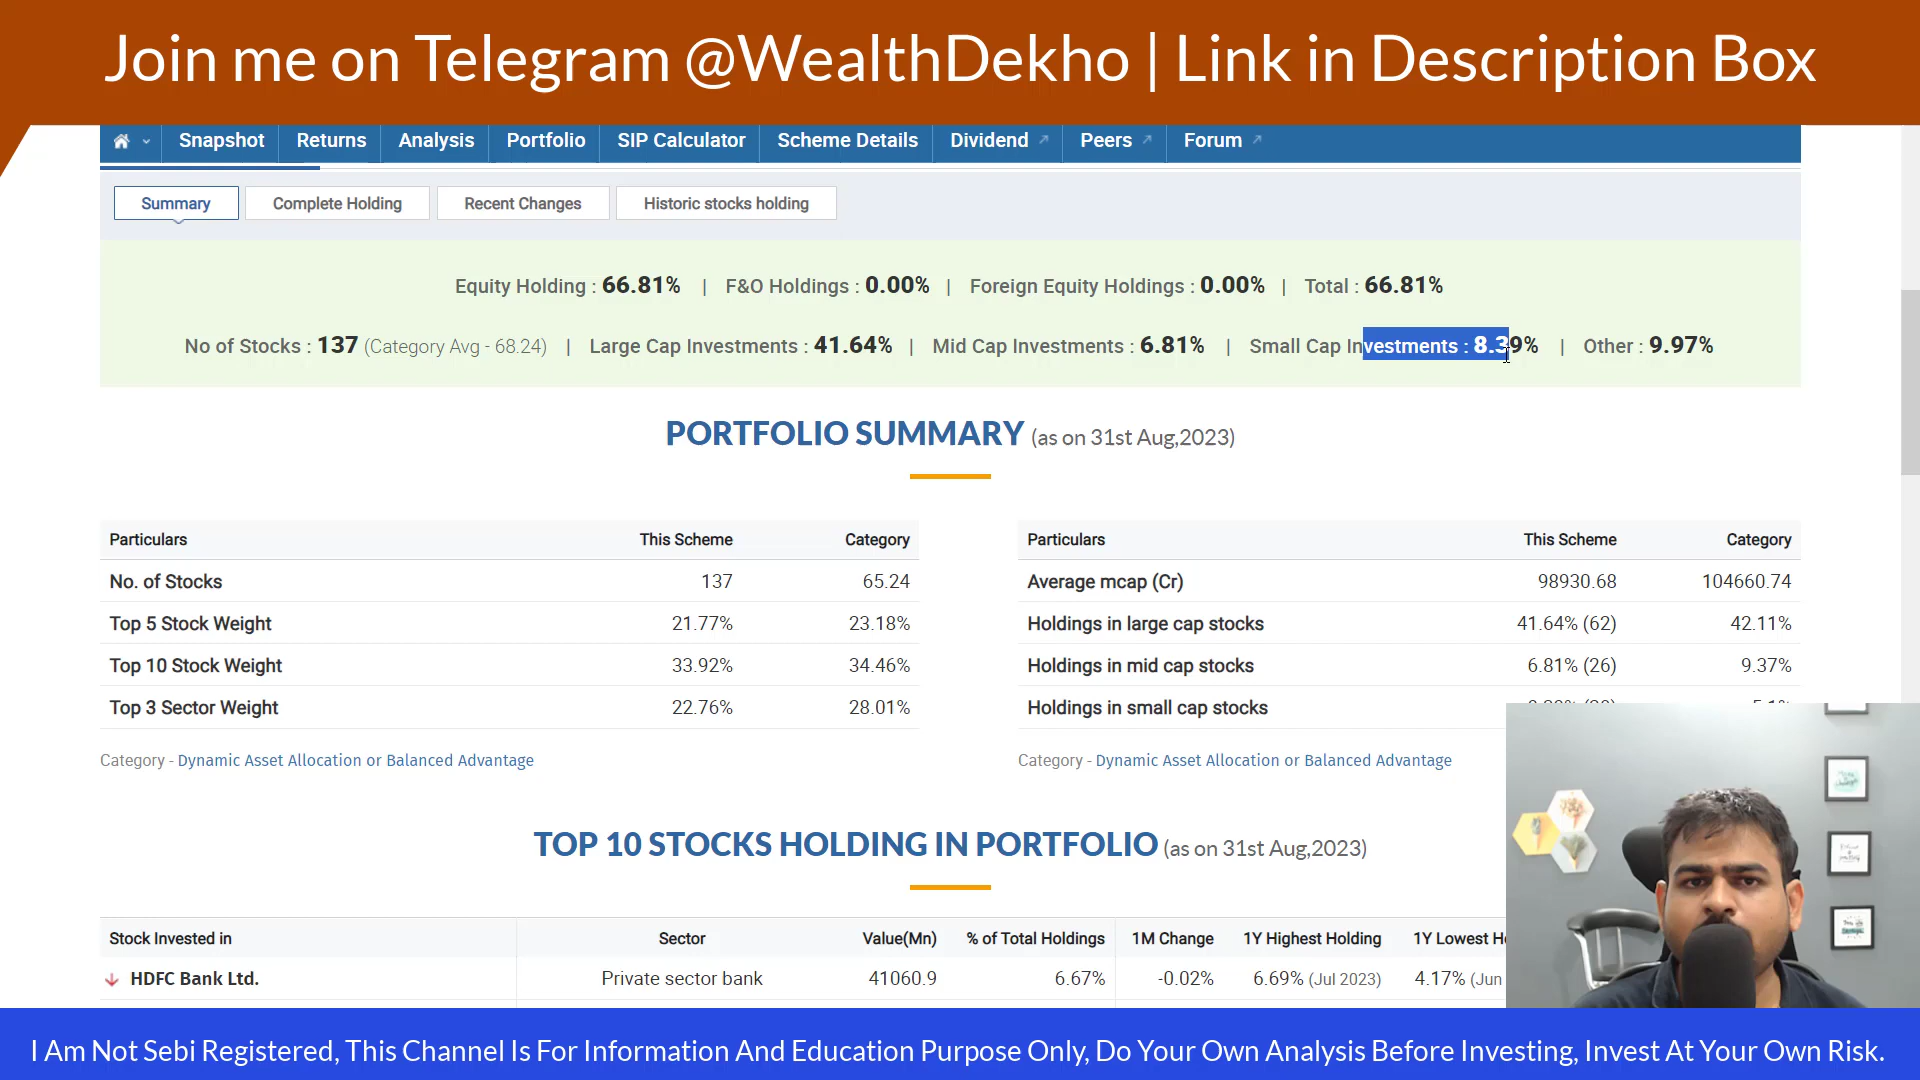 Join me on Telegram @WealthDekho | Link in Description Box
Snapshot Returns Analysis Portfolio SIP Calculator Scheme Details Dividend Peers Forum
Summary Complete Holding Recent Changes Historic stocks holding
Equity Holding : 66.81% | F&O Holdings : 0.00% | Foreign Equity Holdings : 0.00% | Total : 66.81%
No of Stocks : 137 (Category Avg - 68.24) | Large Cap Investments : 41.64% | Mid Cap Investments : 6.81% | Small Cap Investments : 8.39% | Other : 9.97%
PORTFOLIO SUMMARY (as on 31st Aug,2023)
Particulars This Scheme Category
No. of Stocks 137 65.24
Top 5 Stock Weight 21.77% 23.18%
Top 10 Stock Weight 33.92% 34.46%
Top 3 Sector Weight 22.76% 28.01%
Category - Dynamic Asset Allocation or Balanced Advantage
Particulars This Scheme Category
Average mcap (Cr) 98930.68 104660.74
Holdings in large cap stocks 41.64% (62) 42.11%
Holdings in mid cap stocks 6.81% (26) 9.37%
Holdings in small cap stocks
Category - Dynamic Asset Allocation or Balanced Advantage
TOP 10 STOCKS HOLDING IN PORTFOLIO (as on 31st Aug,2023)
Stock Invested in Sector Value(Mn) % of Total Holdings 1M Change 1Y Highest Holding 1Y Lowest
HDFC Bank Ltd. Private sector bank 41060.9 6.67% -0.02% 6.69% (Jul 2023) 4.17% (Jun
I Am Not Sebi Registered, This Channel Is For Information And Education Purpose Only, Do Your Own Analysis Before Investing, Invest At Your Own Risk.